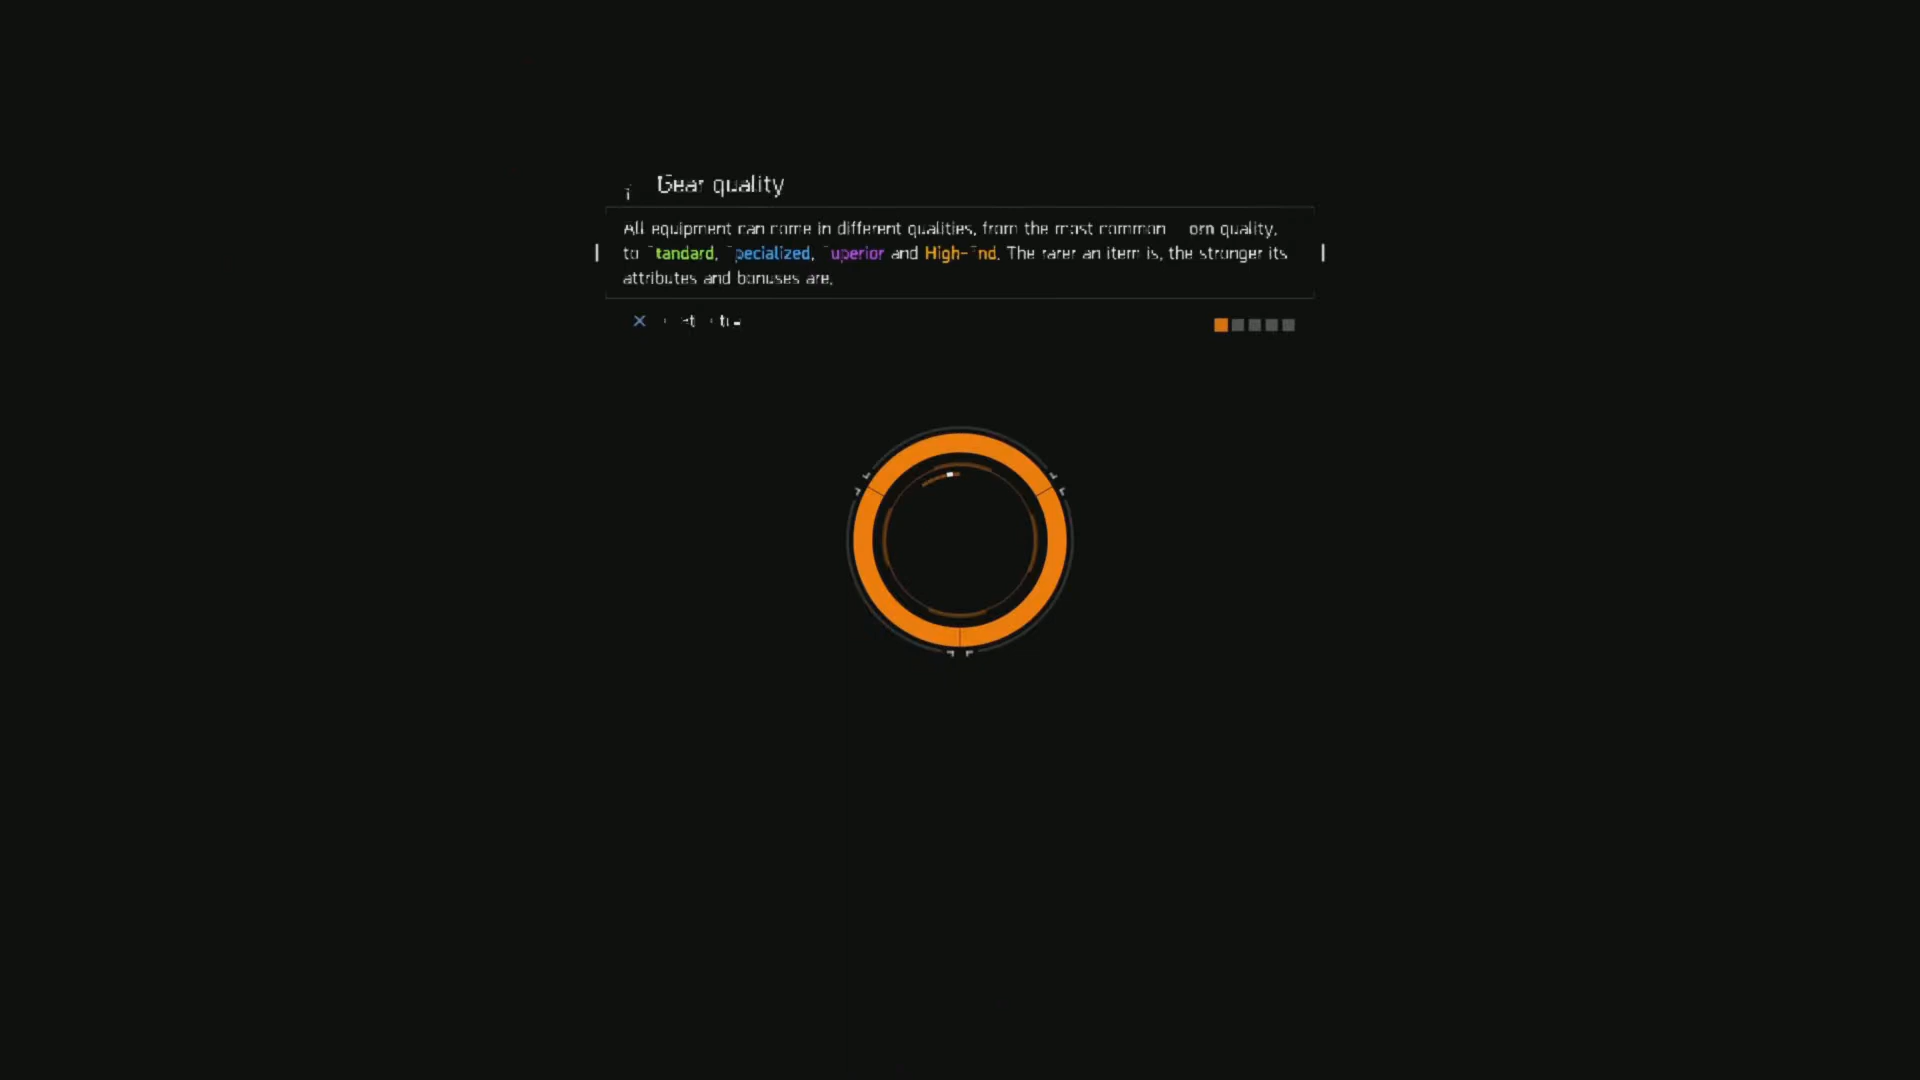 Gear quality
All equipment can come in different qualities, from the most common orn quality,
to tandard, pecialized, uperior and High- nd. The rarer an item is, the stronger its
attributes and bonuses are.